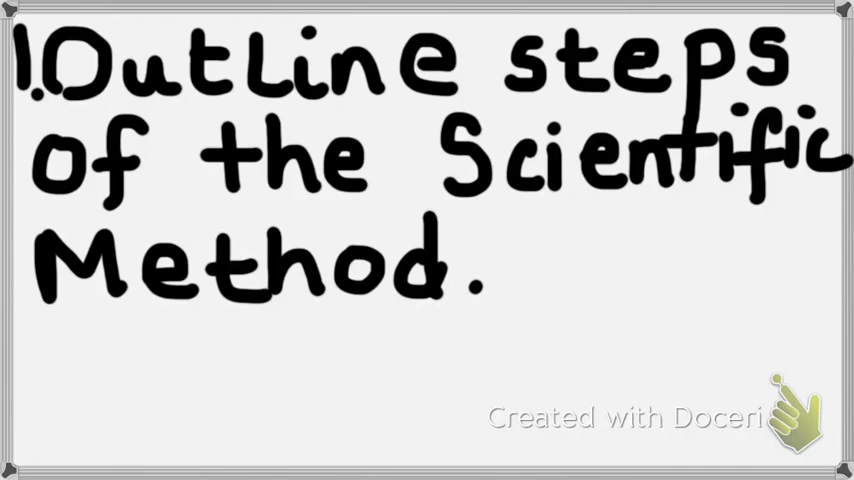 1.Outline steps
of the Scientific
Method.
Created with Doceri